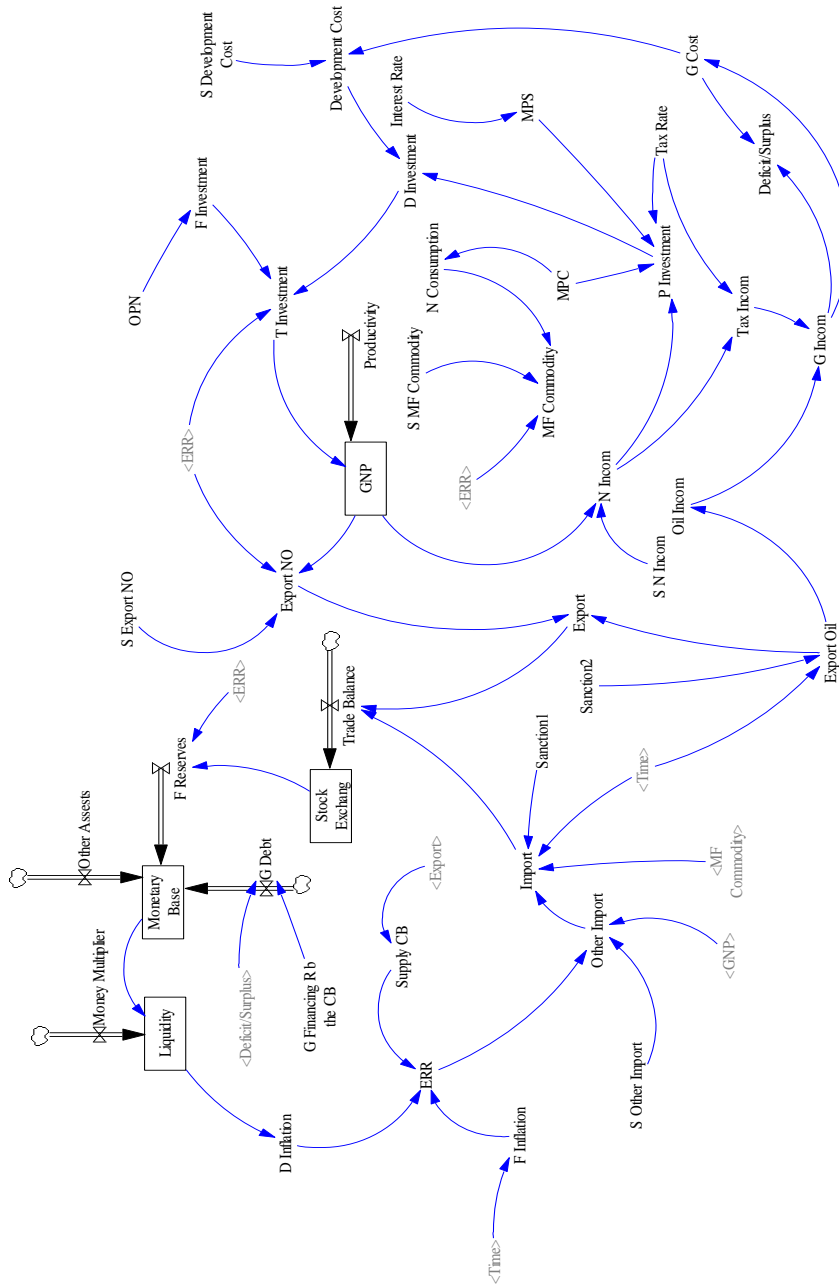 <Time>
F Inflation
D Inflation
ERR
Liquidity
Money Multiplier
Monetary
Base
Other Assests
<Deficit/Surplus>
G Financing R b
the CB
G Debt
Supply CB
<Export>
S Other Import
Other Import
<GNP>
<MF
Commodity>
Import
Sanction1
<Time>
Sanction2
Stock
Exchang
Trade Balance
F Reserves
<ERR>
S Export NO
Export NO
Export
Export Oil
<ERR>
GNP
Productivity
T Investment
OPN
F Investment
S N Incom
N Incom
Oil Incom
<ERR>
S MF Commodity
MF Commodity
N Consumption
MPC
D Investment
Interest Rate
MPS
S Development
Cost
Development Cost
P Investment
Tax Rate
Tax Incom
G Incom
Deficit/Surplus
G Cost